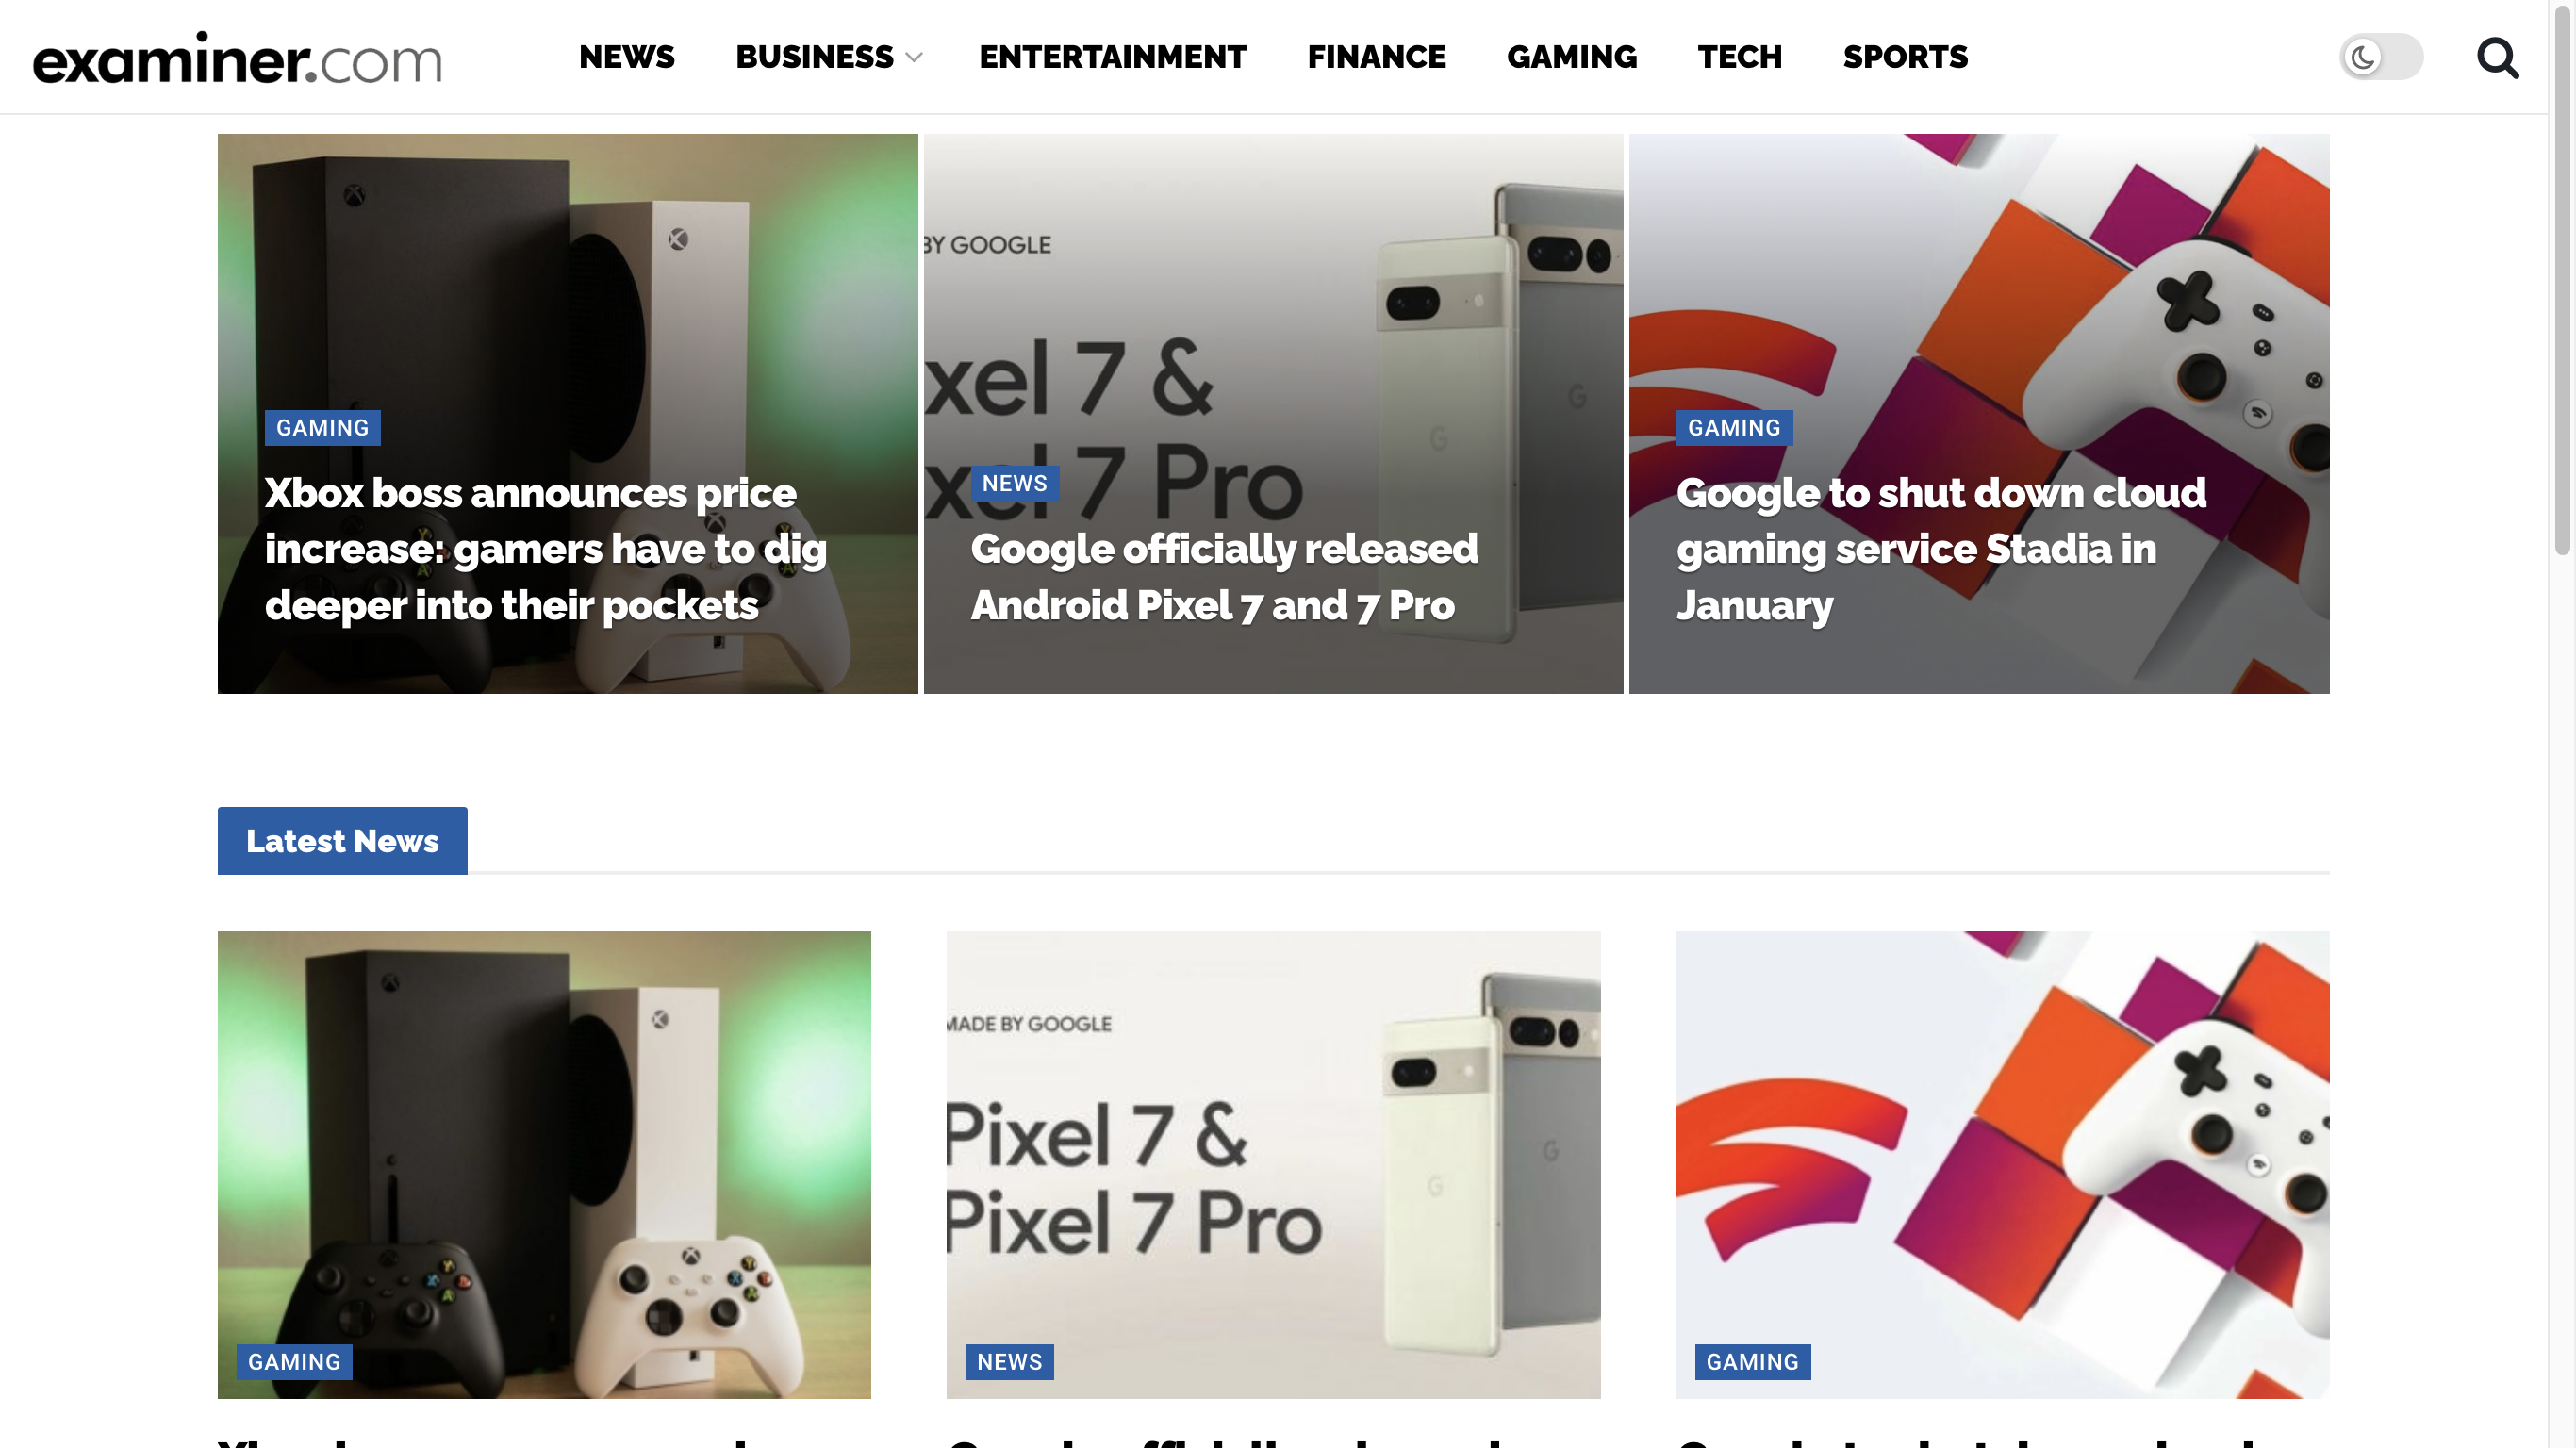 examiner.com
NEWS BUSINESS ENTERTAINMENT FINANCE GAMING TECH SPORTS
GAMING
Xbox boss announces price
increase: gamers have to dig
deeper into their pockets
BY GOOGLE
xel 7 &
xel 7 Pro
NEWS
Google officially released
Android Pixel 7 and 7 Pro
GAMING
Google to shut down cloud
gaming service Stadia in
January
Latest News
GAMING
MADE BY GOOGLE
Pixel 7 &
Pixel 7 Pro
NEWS
GAMING